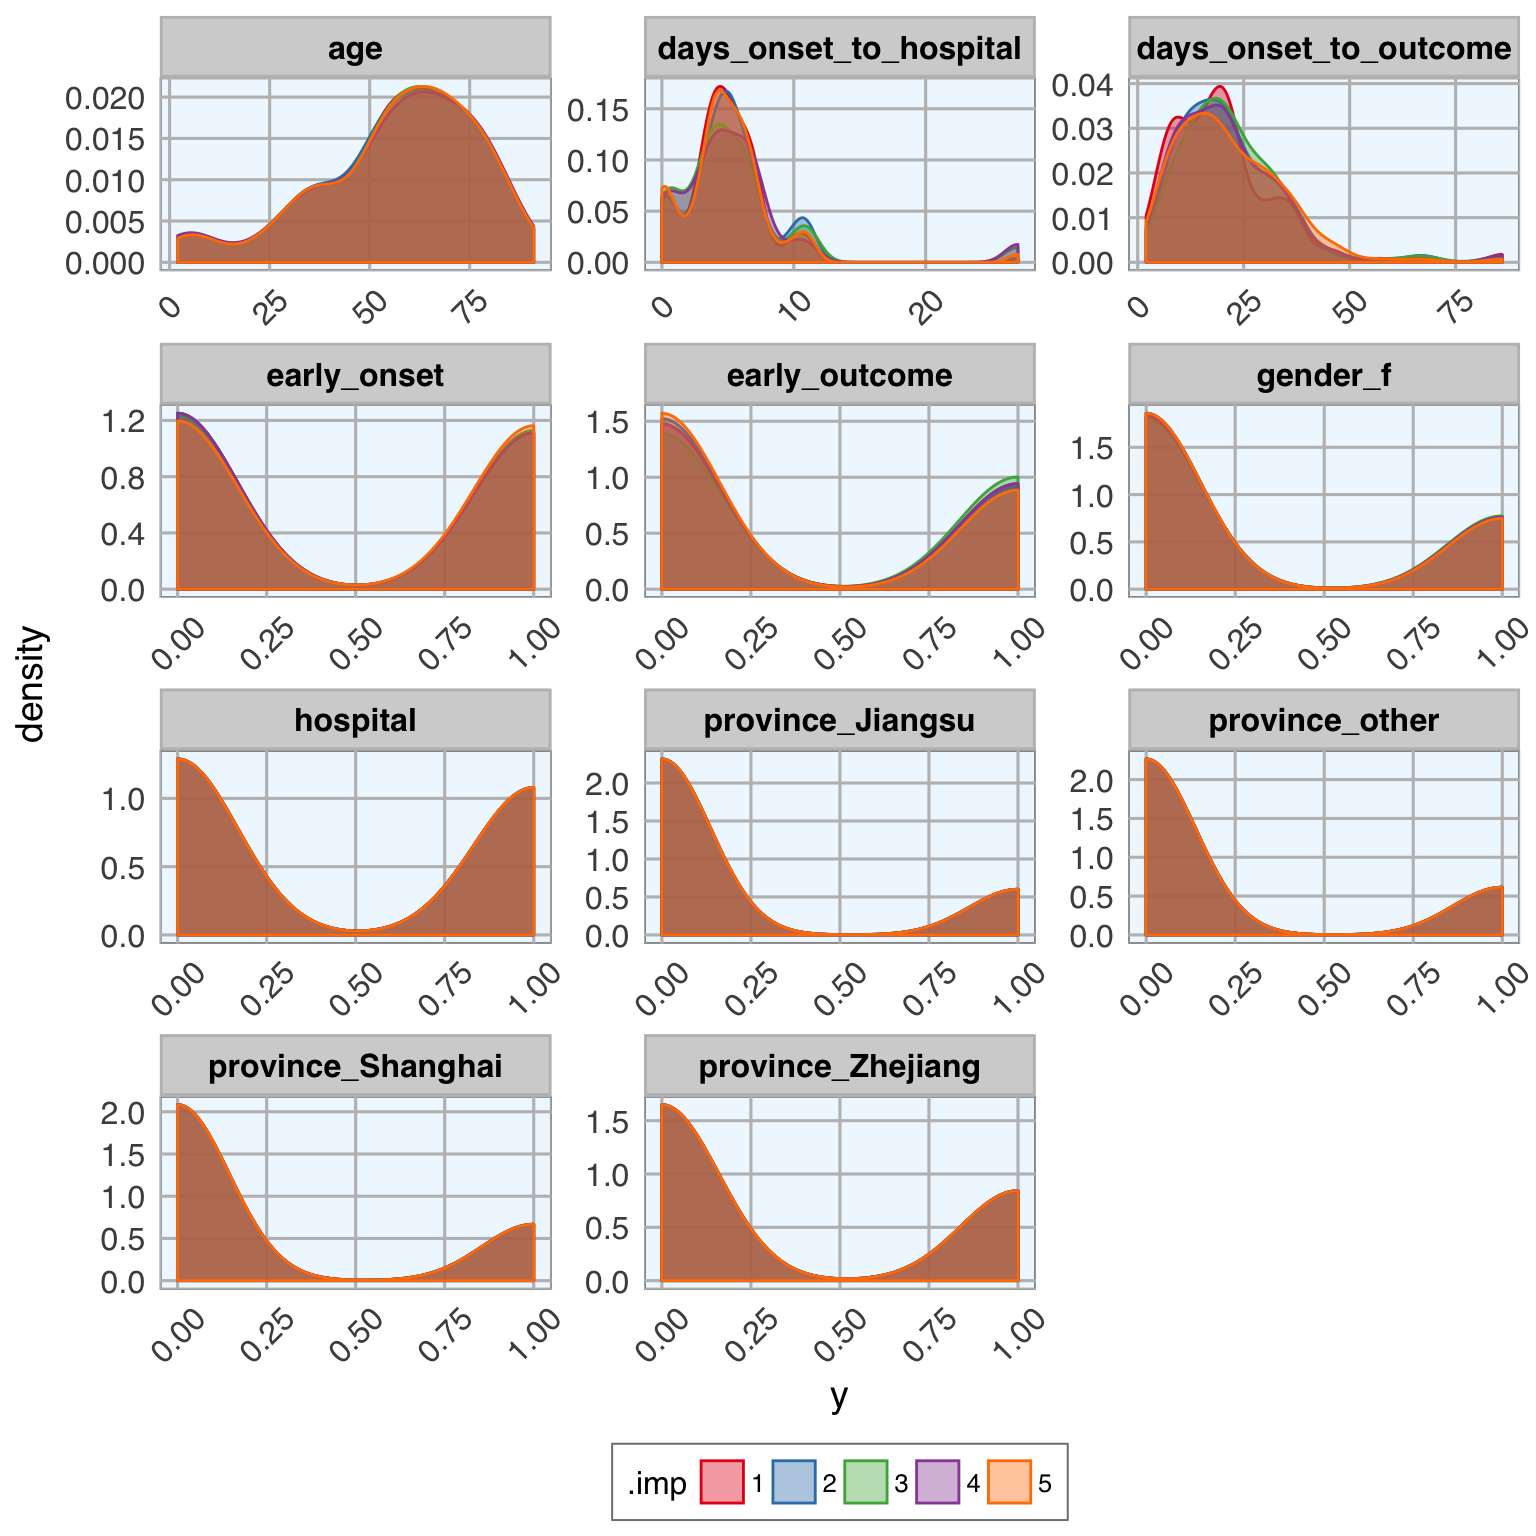 age days_onset_to_hospital days_onset_to_outcome
0.020 0.15 0.04
0.015 0.03
0.010 0.10 0.02
0.005 0.05 0.01
0.000 0.00 0.00
0 25 50 75 0 10 20 0 25 50 75
early_onset early_outcome gender_f
1.2 1.5 1.5
0.8 1.0 1.0
0.4 0.5 0.5
0.0 0.0 0.0
0.00 0.25 0.50 0.75 1.00 0.00 0.25 0.50 0.75 1.00 0.00 0.25 0.50 0.75 1.00
density
hospital province_Jiangsu province_other
2.0 2.0
1.0 1.5 1.5
1.0 1.0
0.5 0.5 0.5
0.0 0.0 0.0
0.00 0.25 0.50 0.75 1.00 0.00 0.25 0.50 0.75 1.00 0.00 0.25 0.50 0.75 1.00
province_Shanghai province_Zhejiang
2.0 1.5
1.5
1.0 1.0
0.5 0.5
0.0 0.0
0.00 0.25 0.50 0.75 1.00 0.00 0.25 0.50 0.75 1.00
y
.imp 1 2 3 4 5